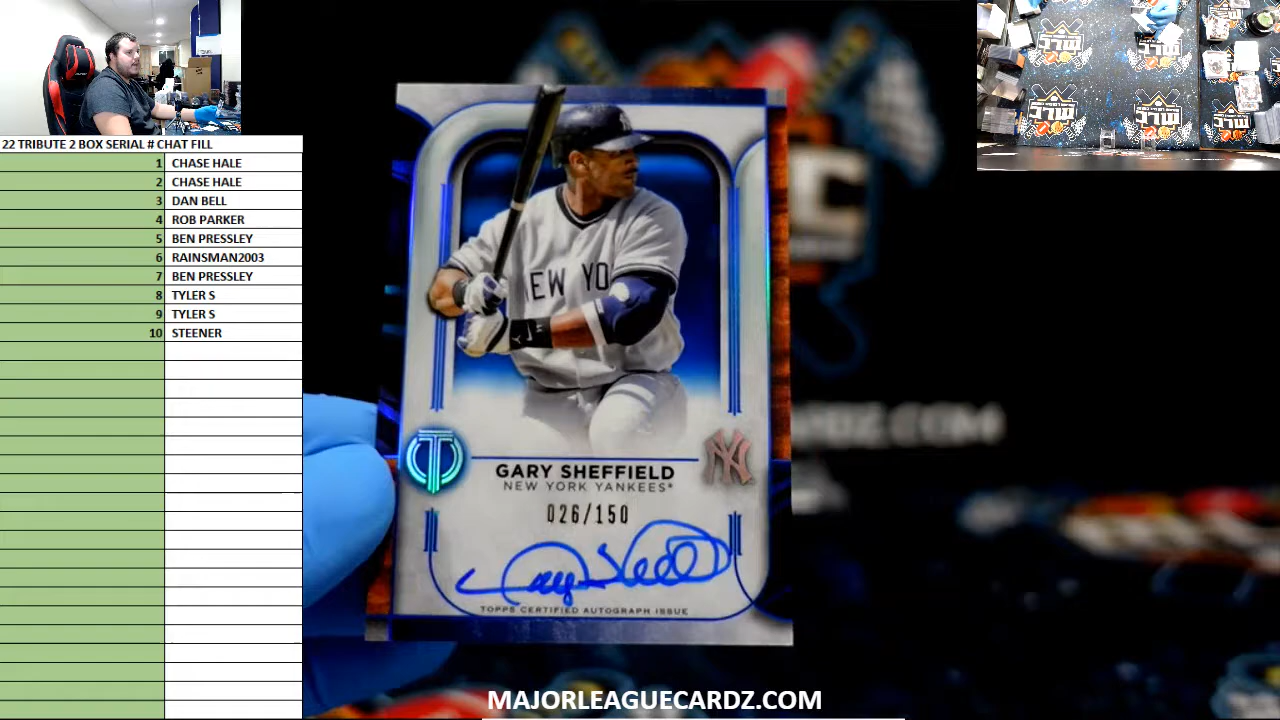 22 TRIBUTE 2 BOX SERIAL # CHAT FILL
1 CHASE HALE
2 CHASE HALE
3 DAN BELL
4 ROB PARKER
5 BEN PRESSLEY
6 RAINSMAN2003
7 BEN PRESSLEY
8 TYLER S
9 TYLER S
10 STEENER
NEW YO
GARY SHEFFIELD
NEW YORK YANKEES®
026/150
TOPPS CERTIFIED AUTOGRAPH ISSUE
MAJORLEAGUECARDZ.COM